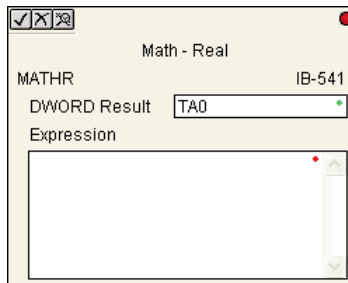 Math - Real
MATHR IB-541
DWORD Result TA0
Expression